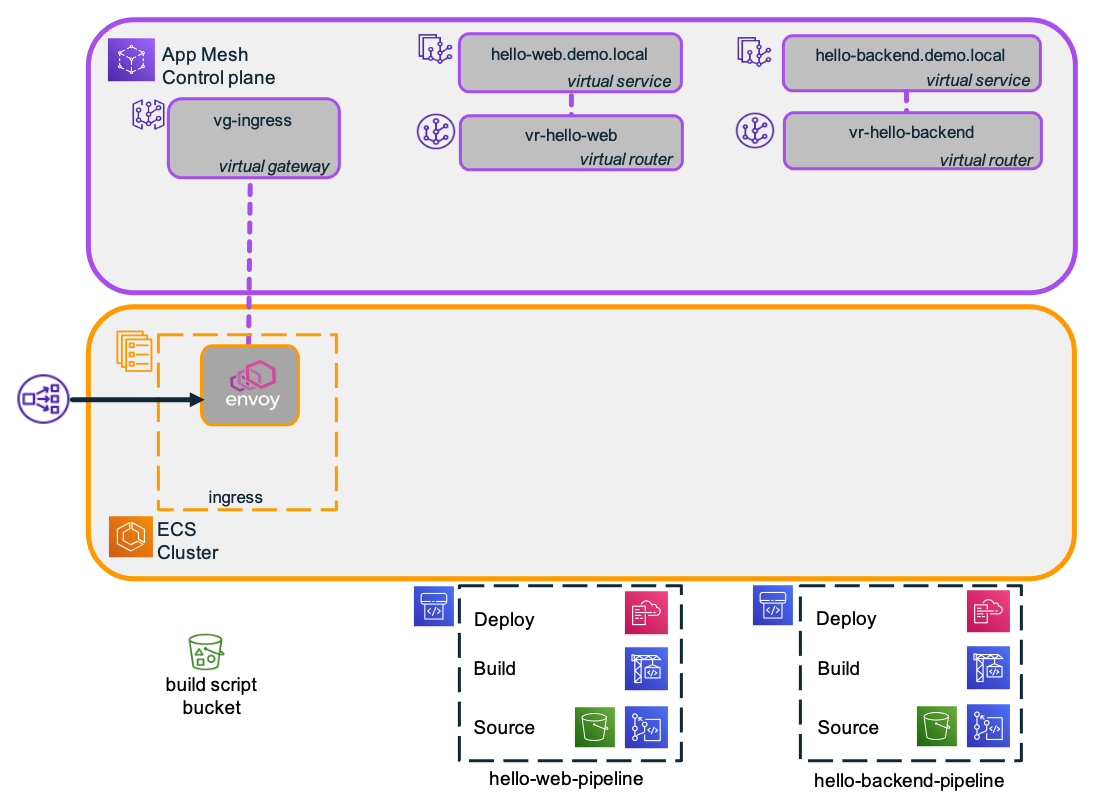 App Mesh
Control plane
hello-web.demo.local
virtual service
hello-backend.demo.local
virtual service
vg-ingress
virtual gateway
vr-hello-web
virtual router
vr-hello-backend
virtual router
envoy
ingress
ECS
Cluster
build script
bucket
Deploy
Build
Source
hello-web-pipeline
Deploy
Build
Source
hello-backend-pipeline